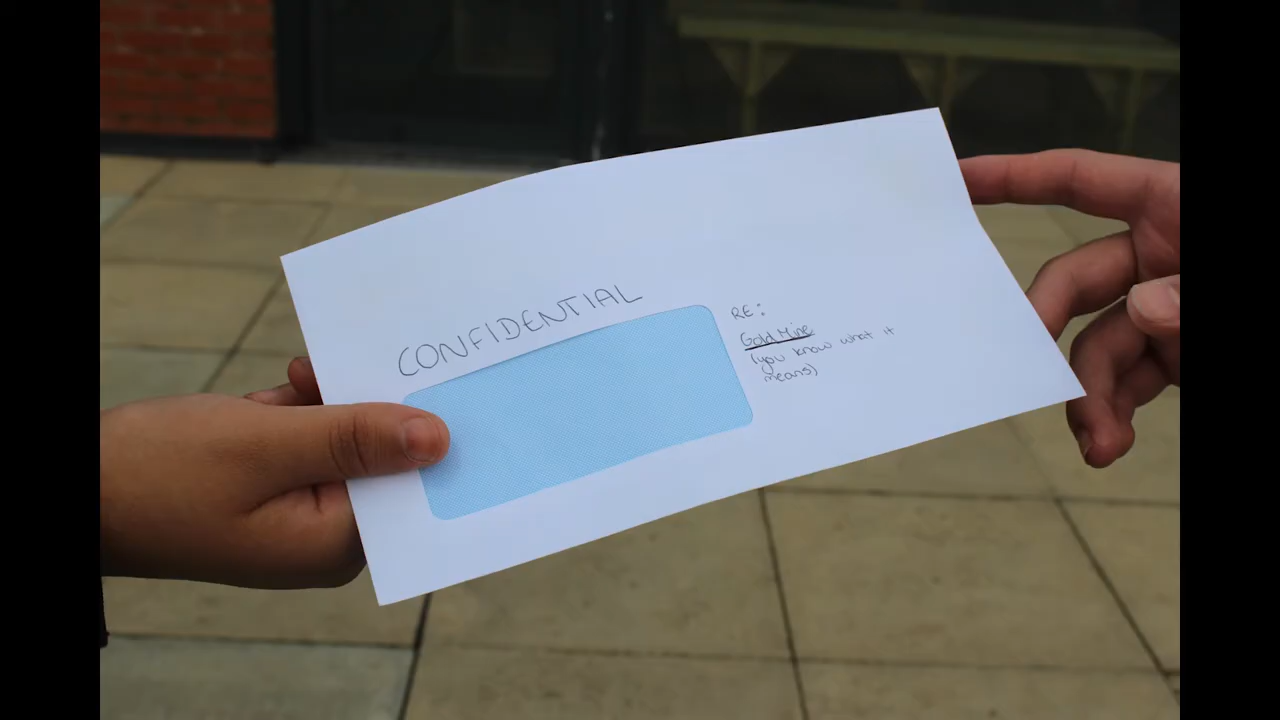 CONFIDENTIAL
RE:
Gold Mine
(you know what it
means)